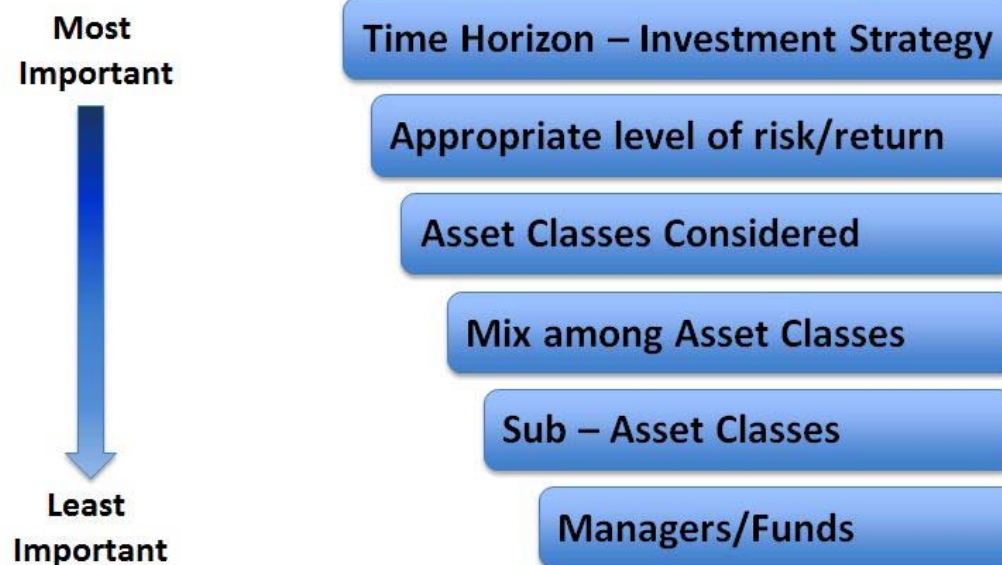 Most
Important
Time Horizon – Investment Strategy
Appropriate level of risk/return
Asset Classes Considered
Mix among Asset Classes
Sub – Asset Classes
Least
Important
Managers/Funds